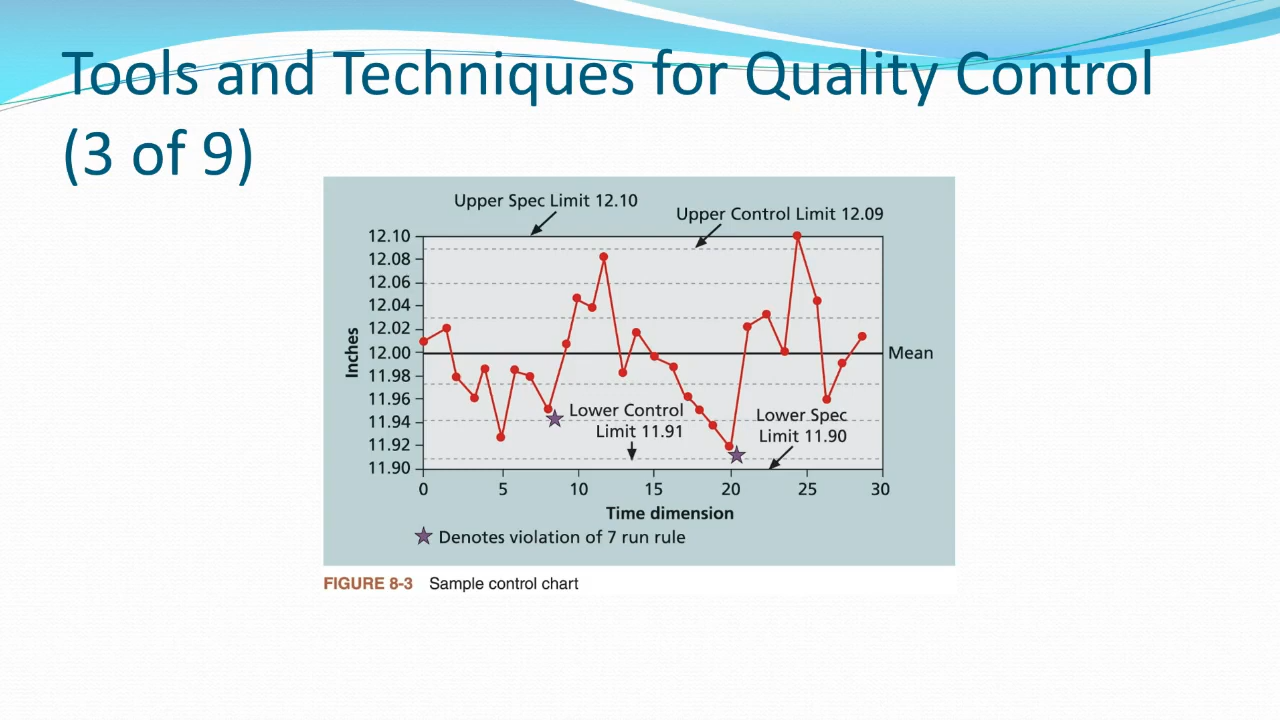 Tools and Techniques for Quality Control
(3 of 9)
Upper Spec Limit 12.10
Upper Control Limit 12.09
12.10
12.08
12.06
12.04
12.02
12.00
11.98
11.96
11.94
11.92
11.90
Inches
Mean
Lower Control
Limit 11.91
Lower Spec
Limit 11.90
0 5 10 15 20 25 30
Time dimension
Denotes violation of 7 run rule
FIGURE 8-3 Sample control chart